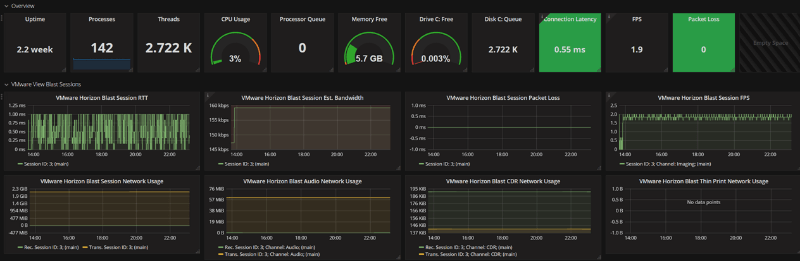 Overview
Uptime
Processes
Threads
CPU Usage
Processor Queue
Memory Free
Drive C: Free
Disk C: Queue
Connection Latency
FPS
Packet Loss
2.2 week
142
2.722 K
3%
0
5.7 GB
0.003%
2.722 K
0.55 ms
1.9
0
Empty Space
VMware View Blast Sessions
VMware Horizon Blast Session RTT
1.25 ms
1.00 ms
0.75 ms
0.50 ms
0.25 ms
0 ms
14:00 16:00 18:00 20:00 22:00
Session ID: 3; (main)
VMware Horizon Blast Session Est. Bandwidth
160 kbps
155 kbps
150 kbps
145 kbps
14:00 16:00 18:00 20:00 22:00
Session ID: 3; (main)
VMware Horizon Blast Session Packet Loss
1.0 ms
0.5 ms
0 ms
-0.5 ms
-1.0 ms
14:00 16:00 18:00 20:00 22:00
Session ID: 3; (main)
VMware Horizon Blast Session FPS
2.5
2.0
1.5
1.0
0.5
0
14:00 16:00 18:00 20:00 22:00
Session ID: 3; Channel: Imaging; (main)
VMware Horizon Blast Session Network Usage
2.3 GiB
1.9 GiB
1.4 GiB
954 MiB
477 MiB
0 B
-477 MiB
14:00 16:00 18:00 20:00 22:00
Rec. Session ID: 3; (main) Trans. Session ID: 3; (main)
VMware Horizon Blast Audio Network Usage
76 MiB
57 MiB
38 MiB
19 MiB
0 B
14:00 16:00 18:00 20:00 22:00
Rec. Session ID: 3; Channel: Audio; (main)
Trans. Session ID: 3; Channel: Audio; (main)
VMware Horizon Blast CDR Network Usage
14:00 16:00 18:00 20:00 22:00
Rec. Session ID: 3; Channel: CDR; (main)
Trans. Session ID: 3; Channel: CDR; (main)
VMware Horizon Blast Thin Print Network Usage
1.0 B
0.5 B
0 B
-0.5 B
-1.0 B
No data points
14:00 16:00 18:00 20:00 22:00